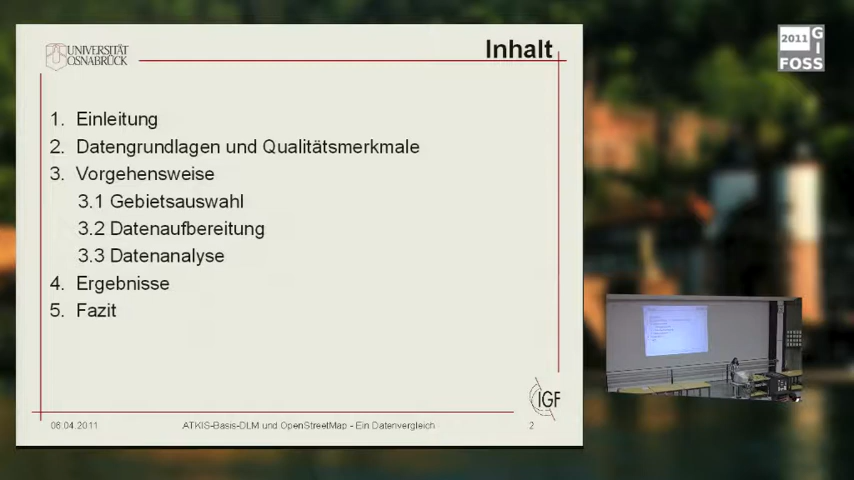 UNIVERSITÄT
OSNABRÜCK
Inhalt
1. Einleitung
2. Datengrundlagen und Qualitätsmerkmale
3. Vorgehensweise
3.1 Gebietsauswahl
3.2 Datenaufbereitung
3.3 Datenanalyse
4. Ergebnisse
5. Fazit
IGF
06.04.2011 ATKIS-Basis-DLM und OpenStreetMap - Ein Datenvergleich 2
2011
GI
FOSS